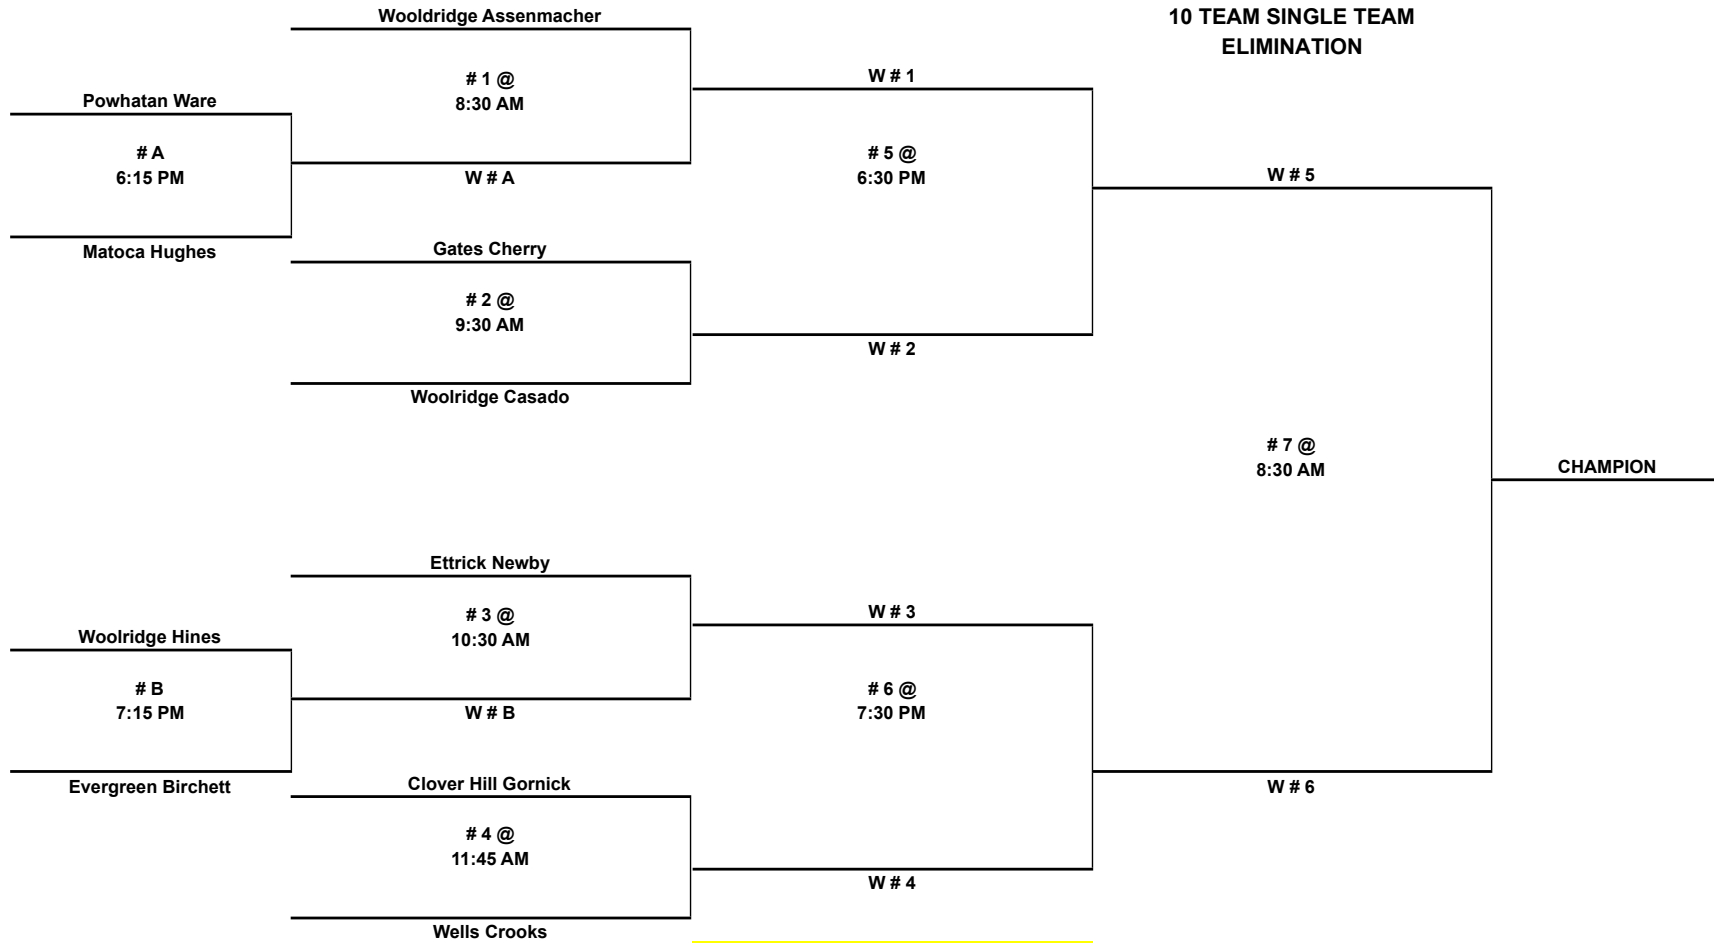 Wooldridge Assenmacher
10 TEAM SINGLE TEAM
ELIMINATION
# 1 @
8:30 AM
W # 1
Powhatan Ware
# A
6:15 PM
# 5 @
6:30 PM
W # A
W # 5
Matoca Hughes
Gates Cherry
# 2 @
9:30 AM
W # 2
Woolridge Casado
# 7 @
8:30 AM
CHAMPION
Ettrick Newby
# 3 @
10:30 AM
W # 3
Woolridge Hines
# B
7:15 PM
# 6 @
7:30 PM
W # B
Evergreen Birchett
Clover Hill Gornick
W # 6
# 4 @
11:45 AM
W # 4
Wells Crooks